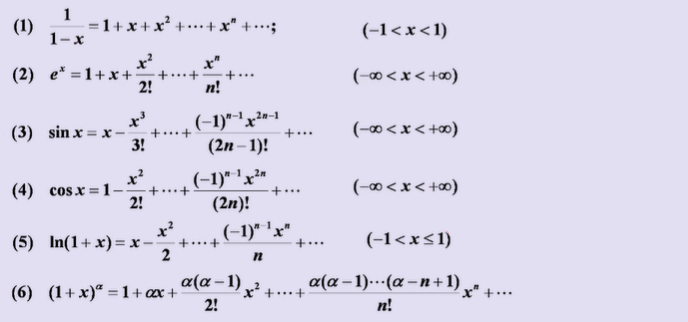 (1) 1/(1−x) = 1 + x + x² + ⋯ + xⁿ + ⋯; (−1 < x < 1)
(2) eˣ = 1 + x + x²/2! + ⋯ + xⁿ/n! + ⋯ (−∞ < x < +∞)
(3) sin x = x − x³/3! + ⋯ + (−1)ⁿ⁻¹x²ⁿ⁻¹/(2n−1)! + ⋯ (−∞ < x < +∞)
(4) cos x = 1 − x²/2! + ⋯ + (−1)ⁿ⁻¹x²ⁿ/(2n)! + ⋯ (−∞ < x < +∞)
(5) ln(1+x) = x − x²/2 + ⋯ + (−1)ⁿ⁻¹xⁿ/n + ⋯ (−1 < x ≤ 1)
(6) (1+x)^α = 1 + αx + α(α−1)/2! x² + ⋯ + α(α−1)⋯(α−n+1)/n! xⁿ + ⋯